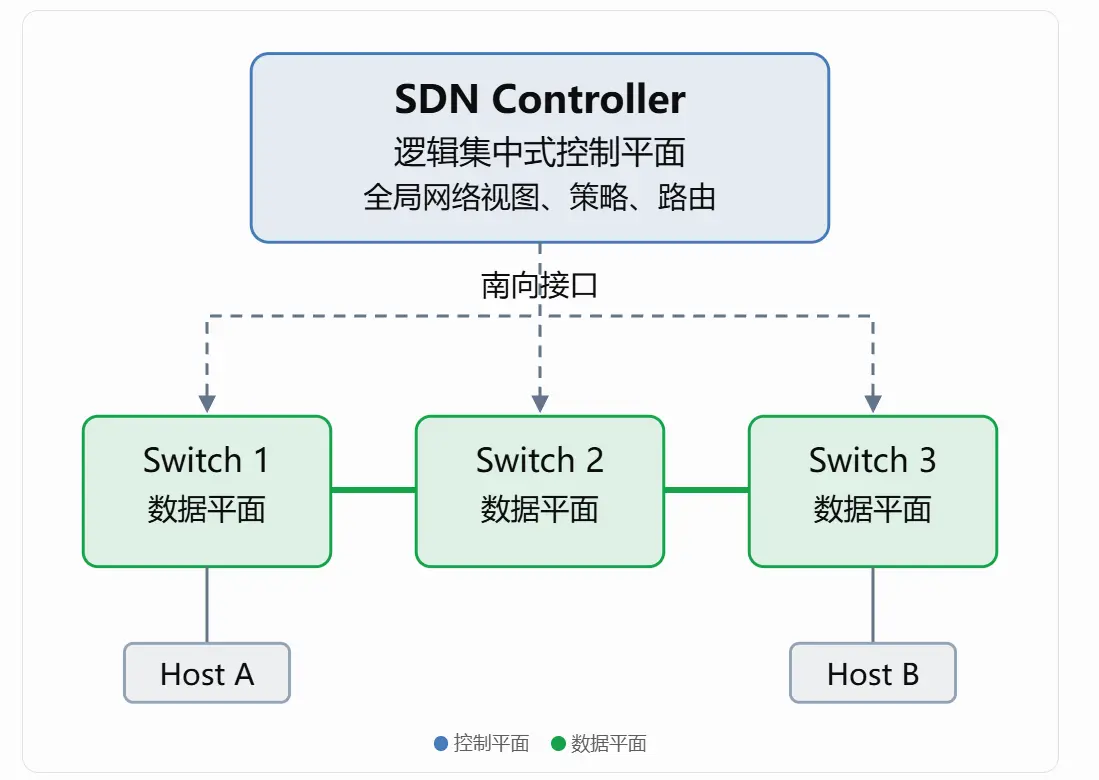 SDN Controller
逻辑集中式控制平面
全局网络视图、策略、路由
南向接口
Switch 1
数据平面
Switch 2
数据平面
Switch 3
数据平面
Host A
Host B
控制平面
数据平面